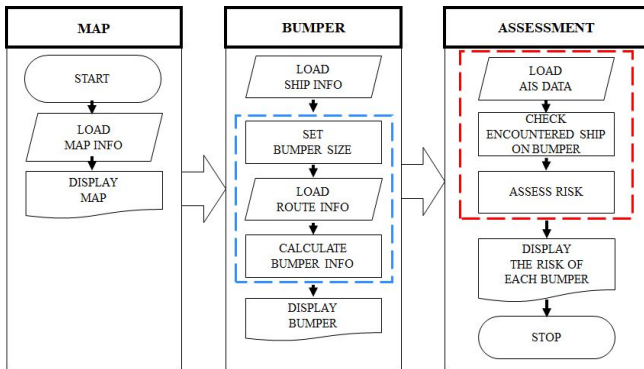 MAP
START
LOAD
MAP INFO
DISPLAY
MAP
BUMPER
LOAD
SHIP INFO
SET
BUMPER SIZE
LOAD
ROUTE INFO
CALCULATE
BUMPER INFO
DISPLAY
BUMPER
ASSESSMENT
LOAD
AIS DATA
CHECK
ENCOUNTERED SHIP
ON BUMPER
ASSESS RISK
DISPLAY
THE RISK OF
EACH BUMPER
STOP